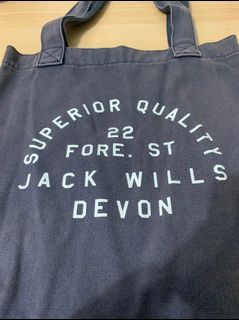 SUPERIOR QUALITY
22
FORE. ST
JACK WILLS
DEVON